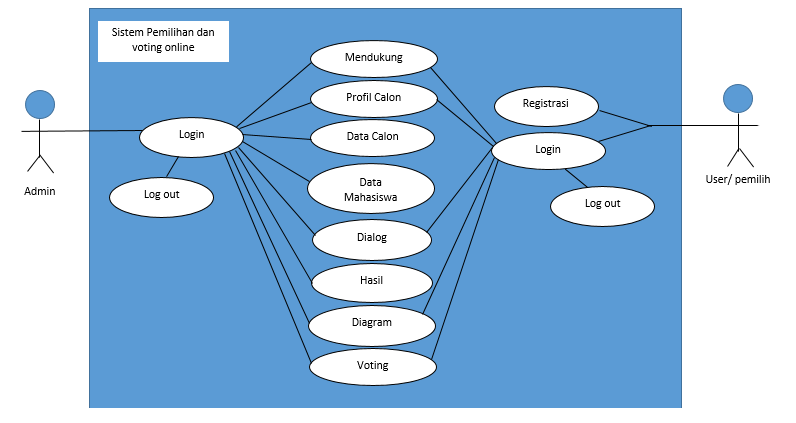 Sistem Pemilihan dan
voting online
Mendukung
Profil Calon
Registrasi
Login
Data Calon
Login
Admin
Log out
Data
Mahasiswa
User/ pemilih
Log out
Dialog
Hasil
Diagram
Voting